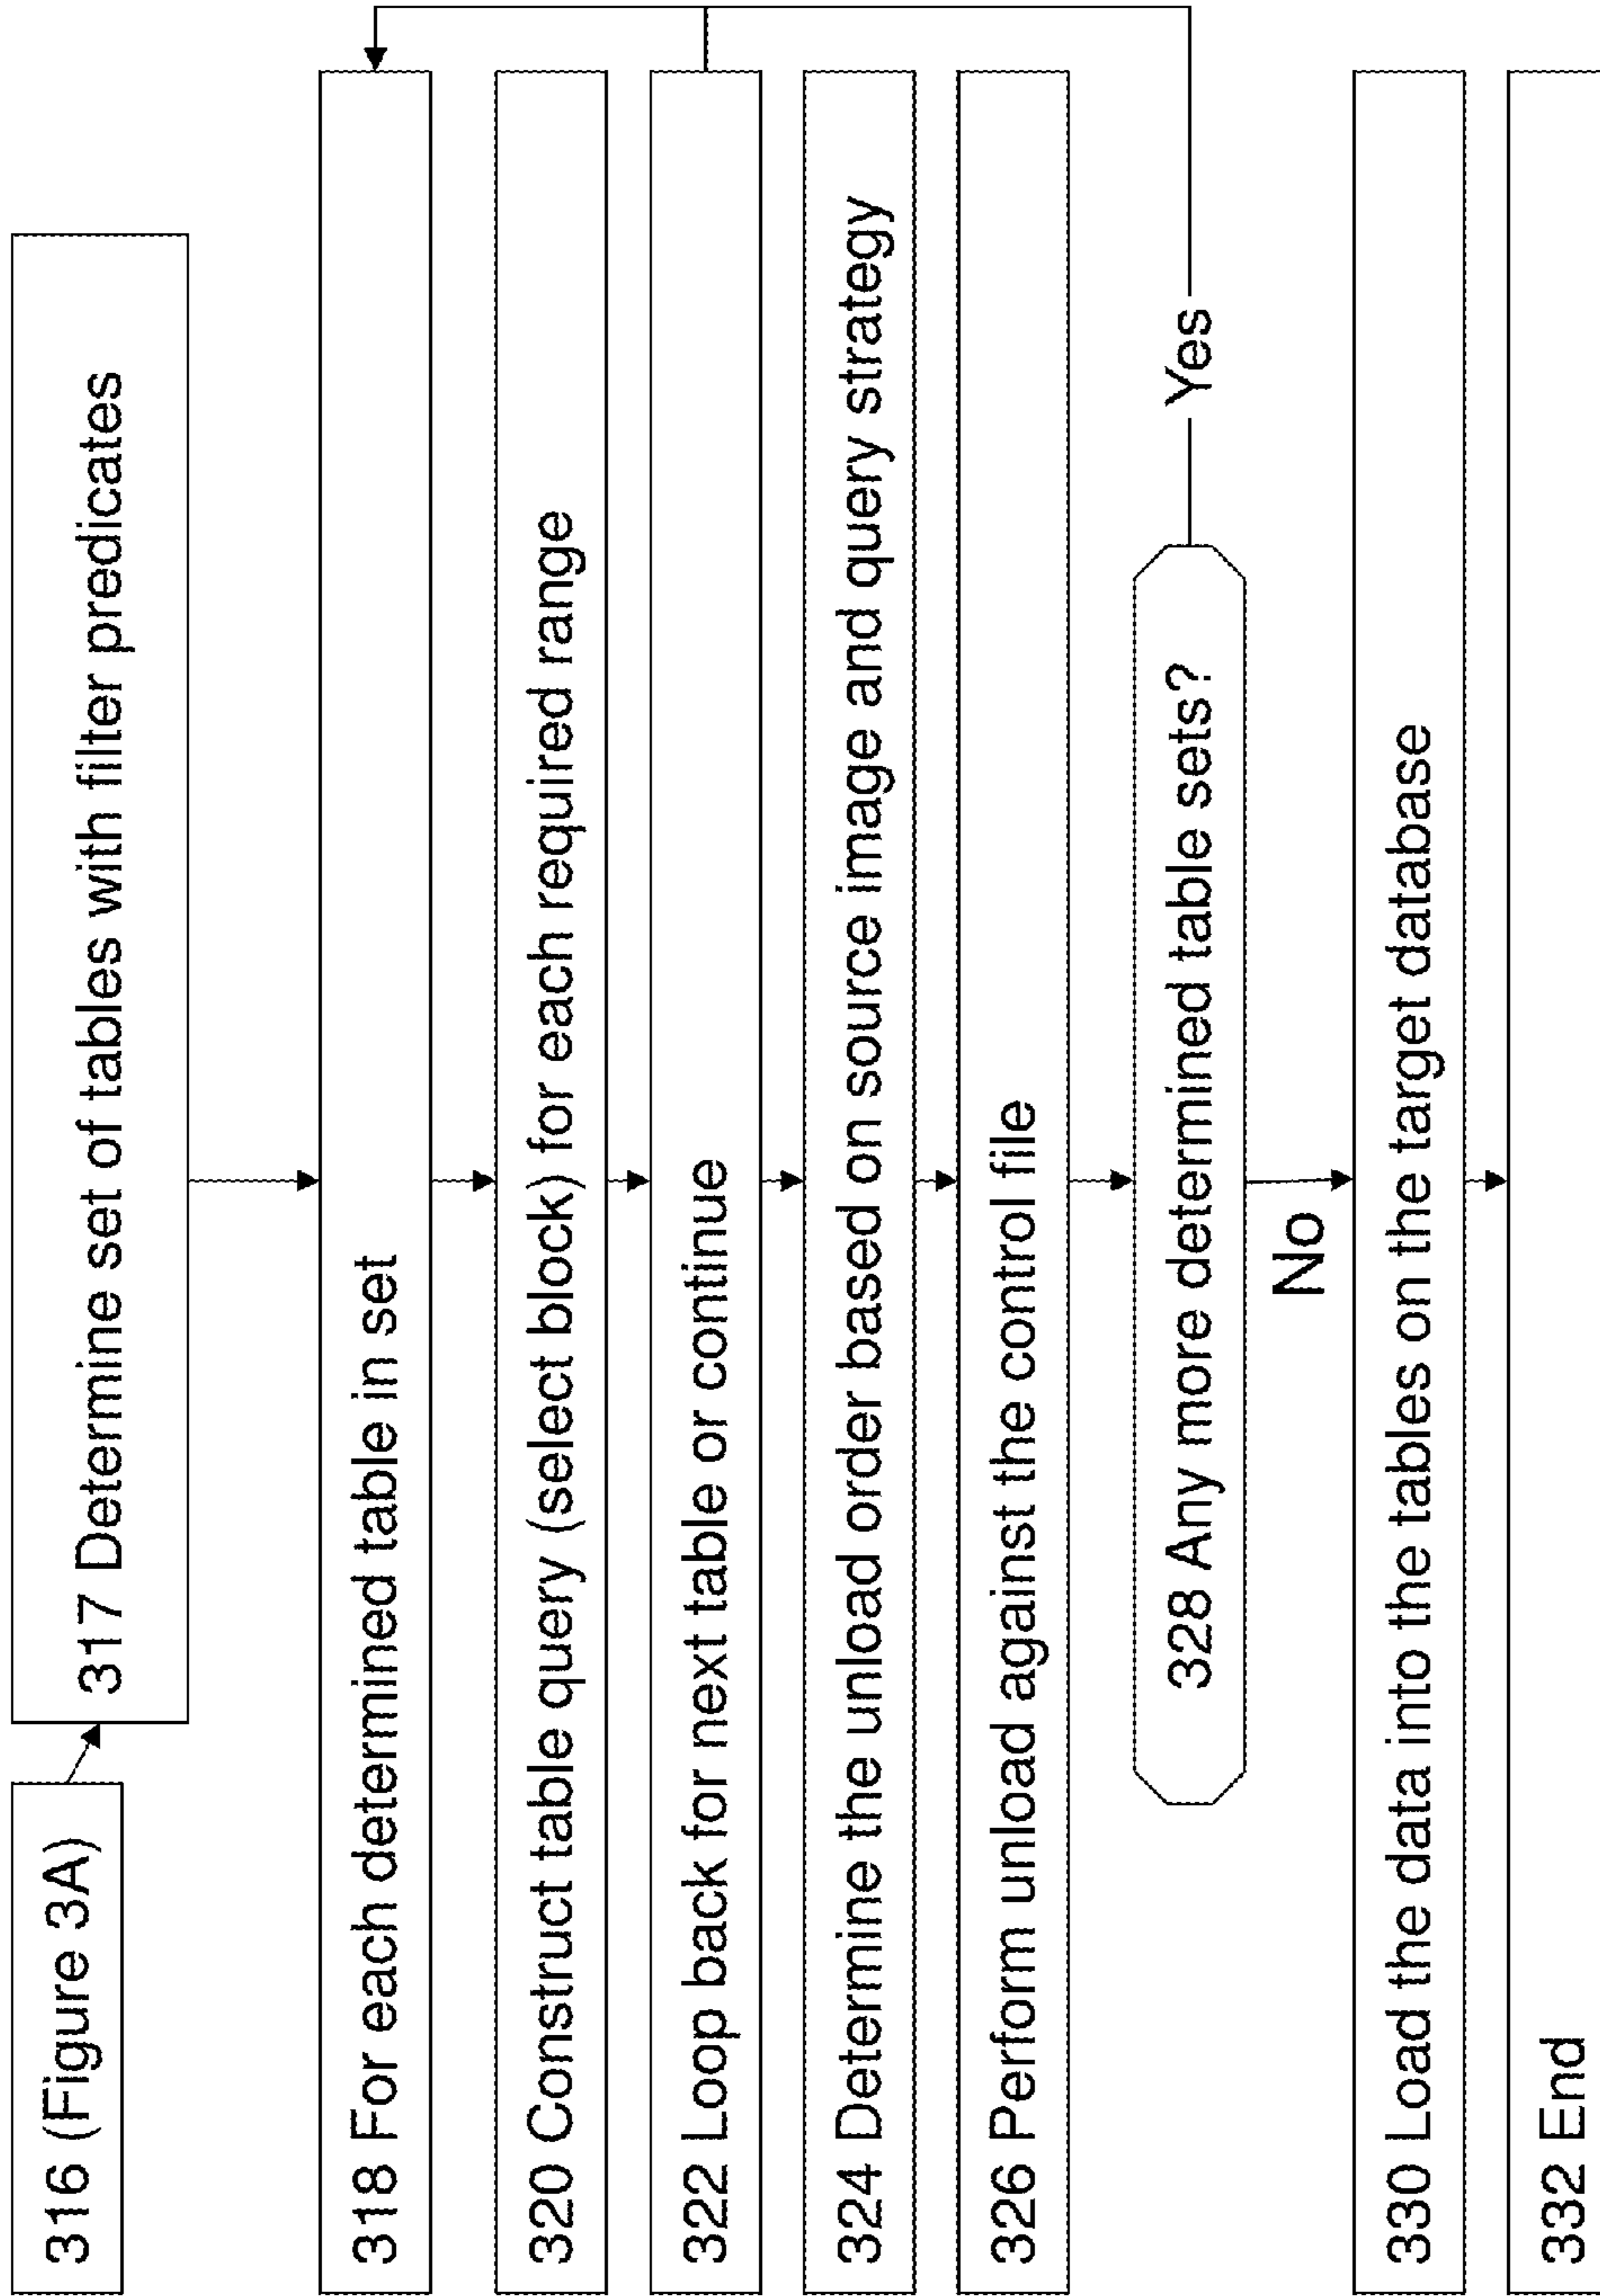 316 (Figure 3A)
317 Determine set of tables with filter predicates
318 For each determined table in set
320 Construct table query (select block) for each required range
322 Loop back for next table or continue
324 Determine the unload order based on source image and query strategy
326 Perform unload against the control file
328 Any more determined table sets?
Yes
No
330 Load the data into the tables on the target database
332 End